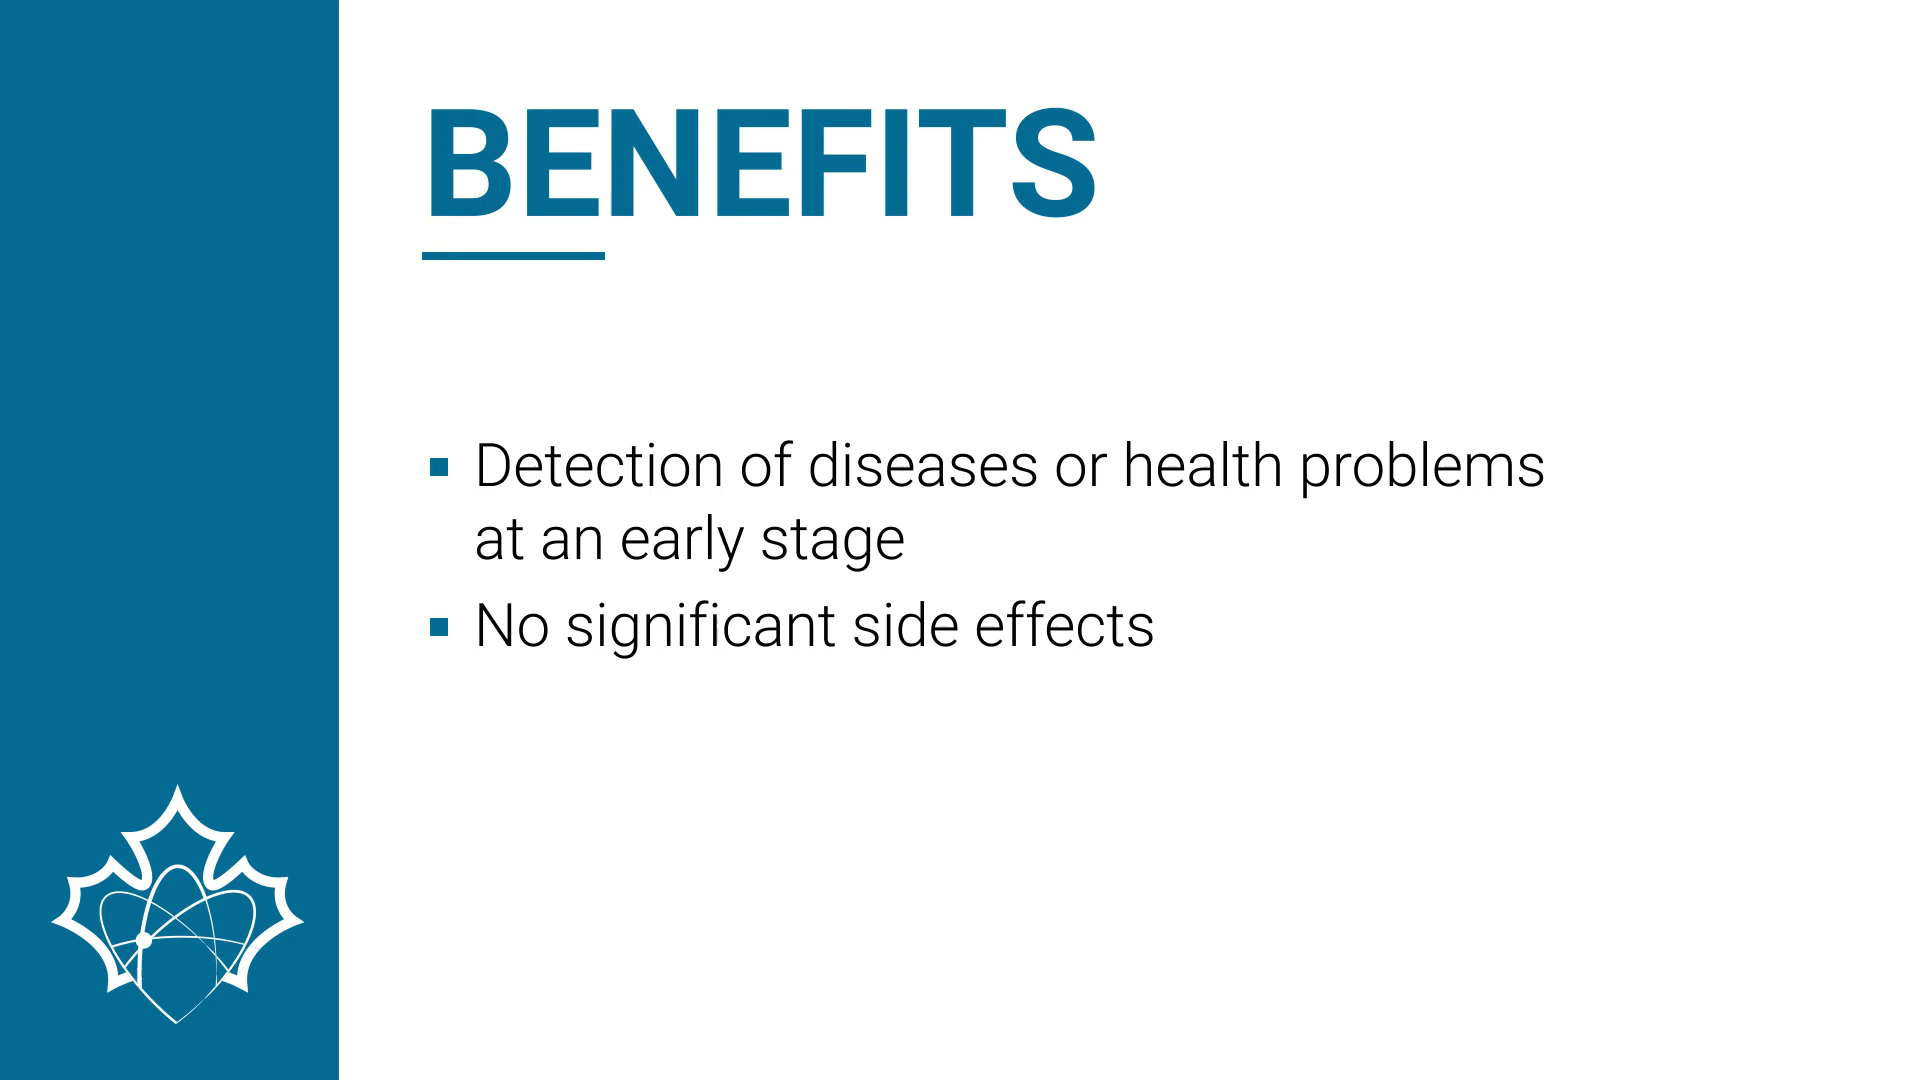 BENEFITS
Detection of diseases or health problems
at an early stage
No significant side effects